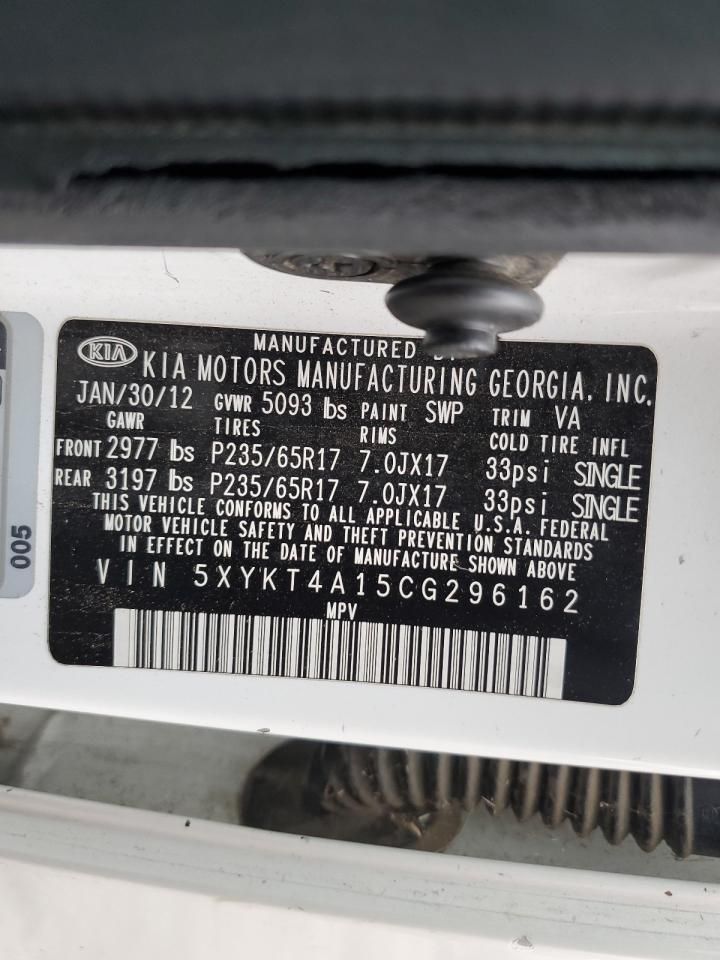 MANUFACTURED
KIA KIA MOTORS MANUFACTURING GEORGIA, INC.
JAN/30/12 GVWR 5093 lbs PAINT SWP TRIM VA
GAWR TIRES RIMS COLD TIRE INFL
FRONT 2977 lbs P235/65R17 7.0JX17 33psi SINGLE
REAR 3197 lbs P235/65R17 7.0JX17 33psi SINGLE
THIS VEHICLE CONFORMS TO ALL APPLICABLE U.S.A. FEDERAL
MOTOR VEHICLE SAFETY AND THEFT PREVENTION STANDARDS
IN EFFECT ON THE DATE OF MANUFACTURE SHOWN ABOVE
VIN 5XYKT4A15CG296162
MPV
005